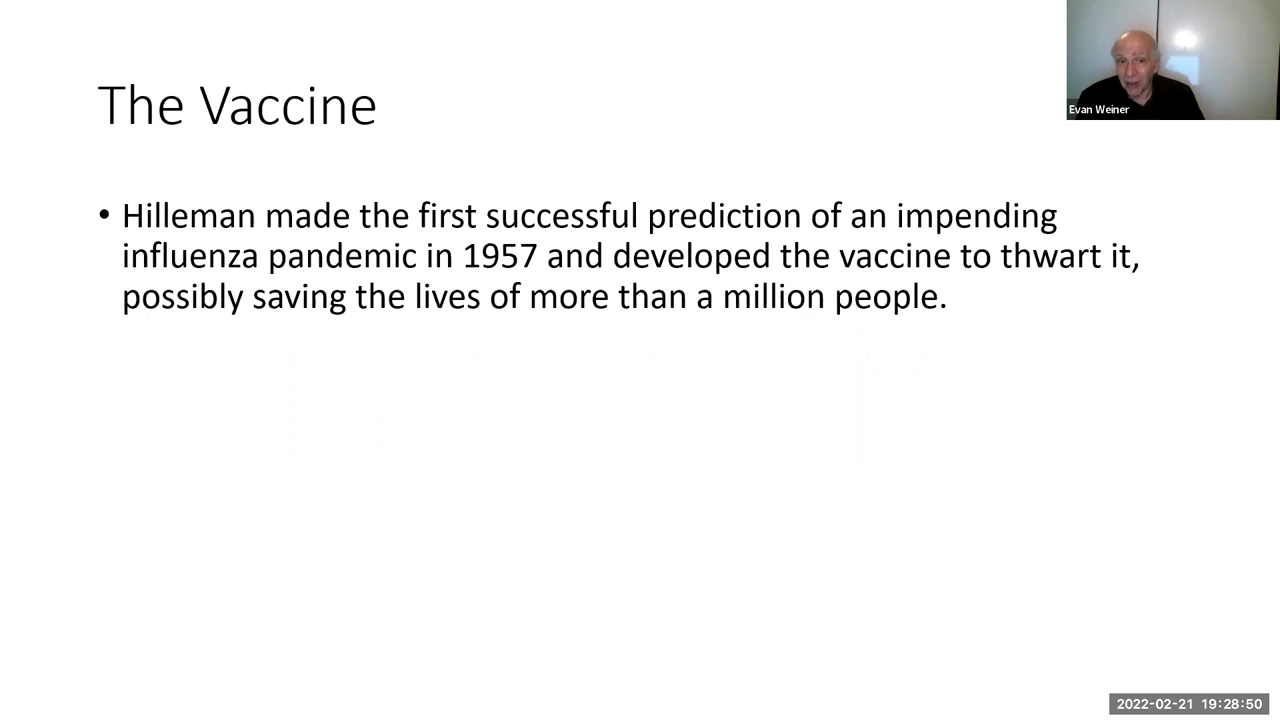 The Vaccine
Evan Weiner
• Hilleman made the first successful prediction of an impending
influenza pandemic in 1957 and developed the vaccine to thwart it,
possibly saving the lives of more than a million people.
2022-02-21 19:28:50